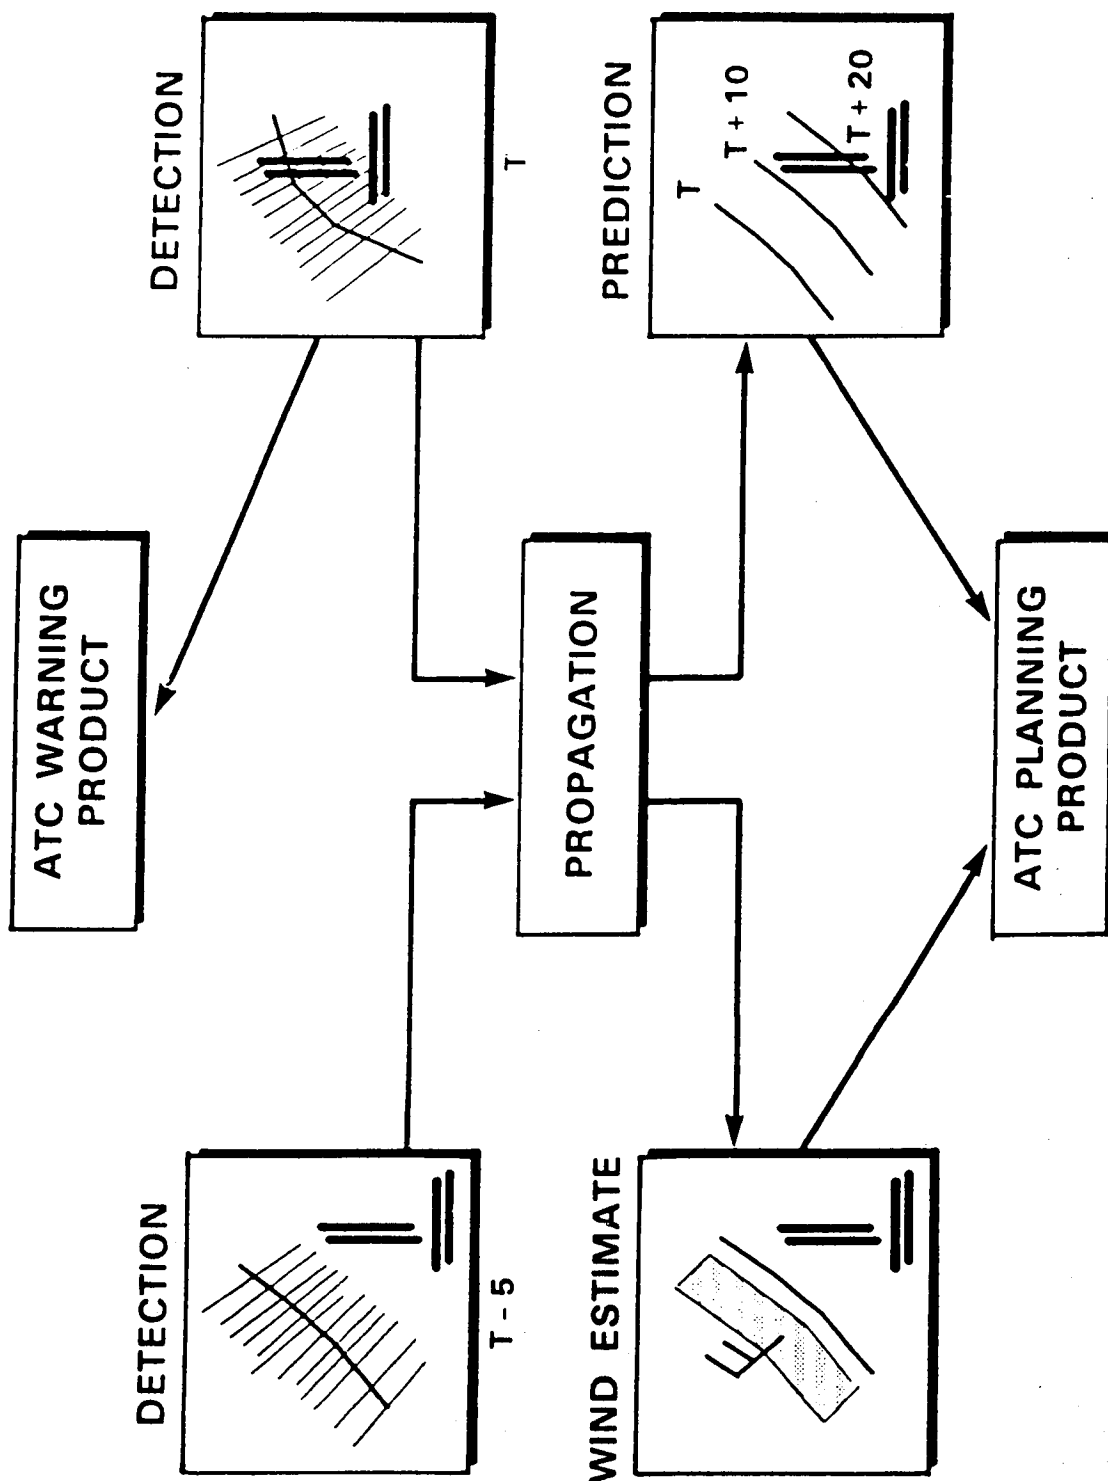 DETECTION
T - 5
ATC WARNING
PRODUCT
DETECTION
T
WIND ESTIMATE
PROPAGATION
PREDICTION
T
T + 10
T + 20
ATC PLANNING
PRODUCT